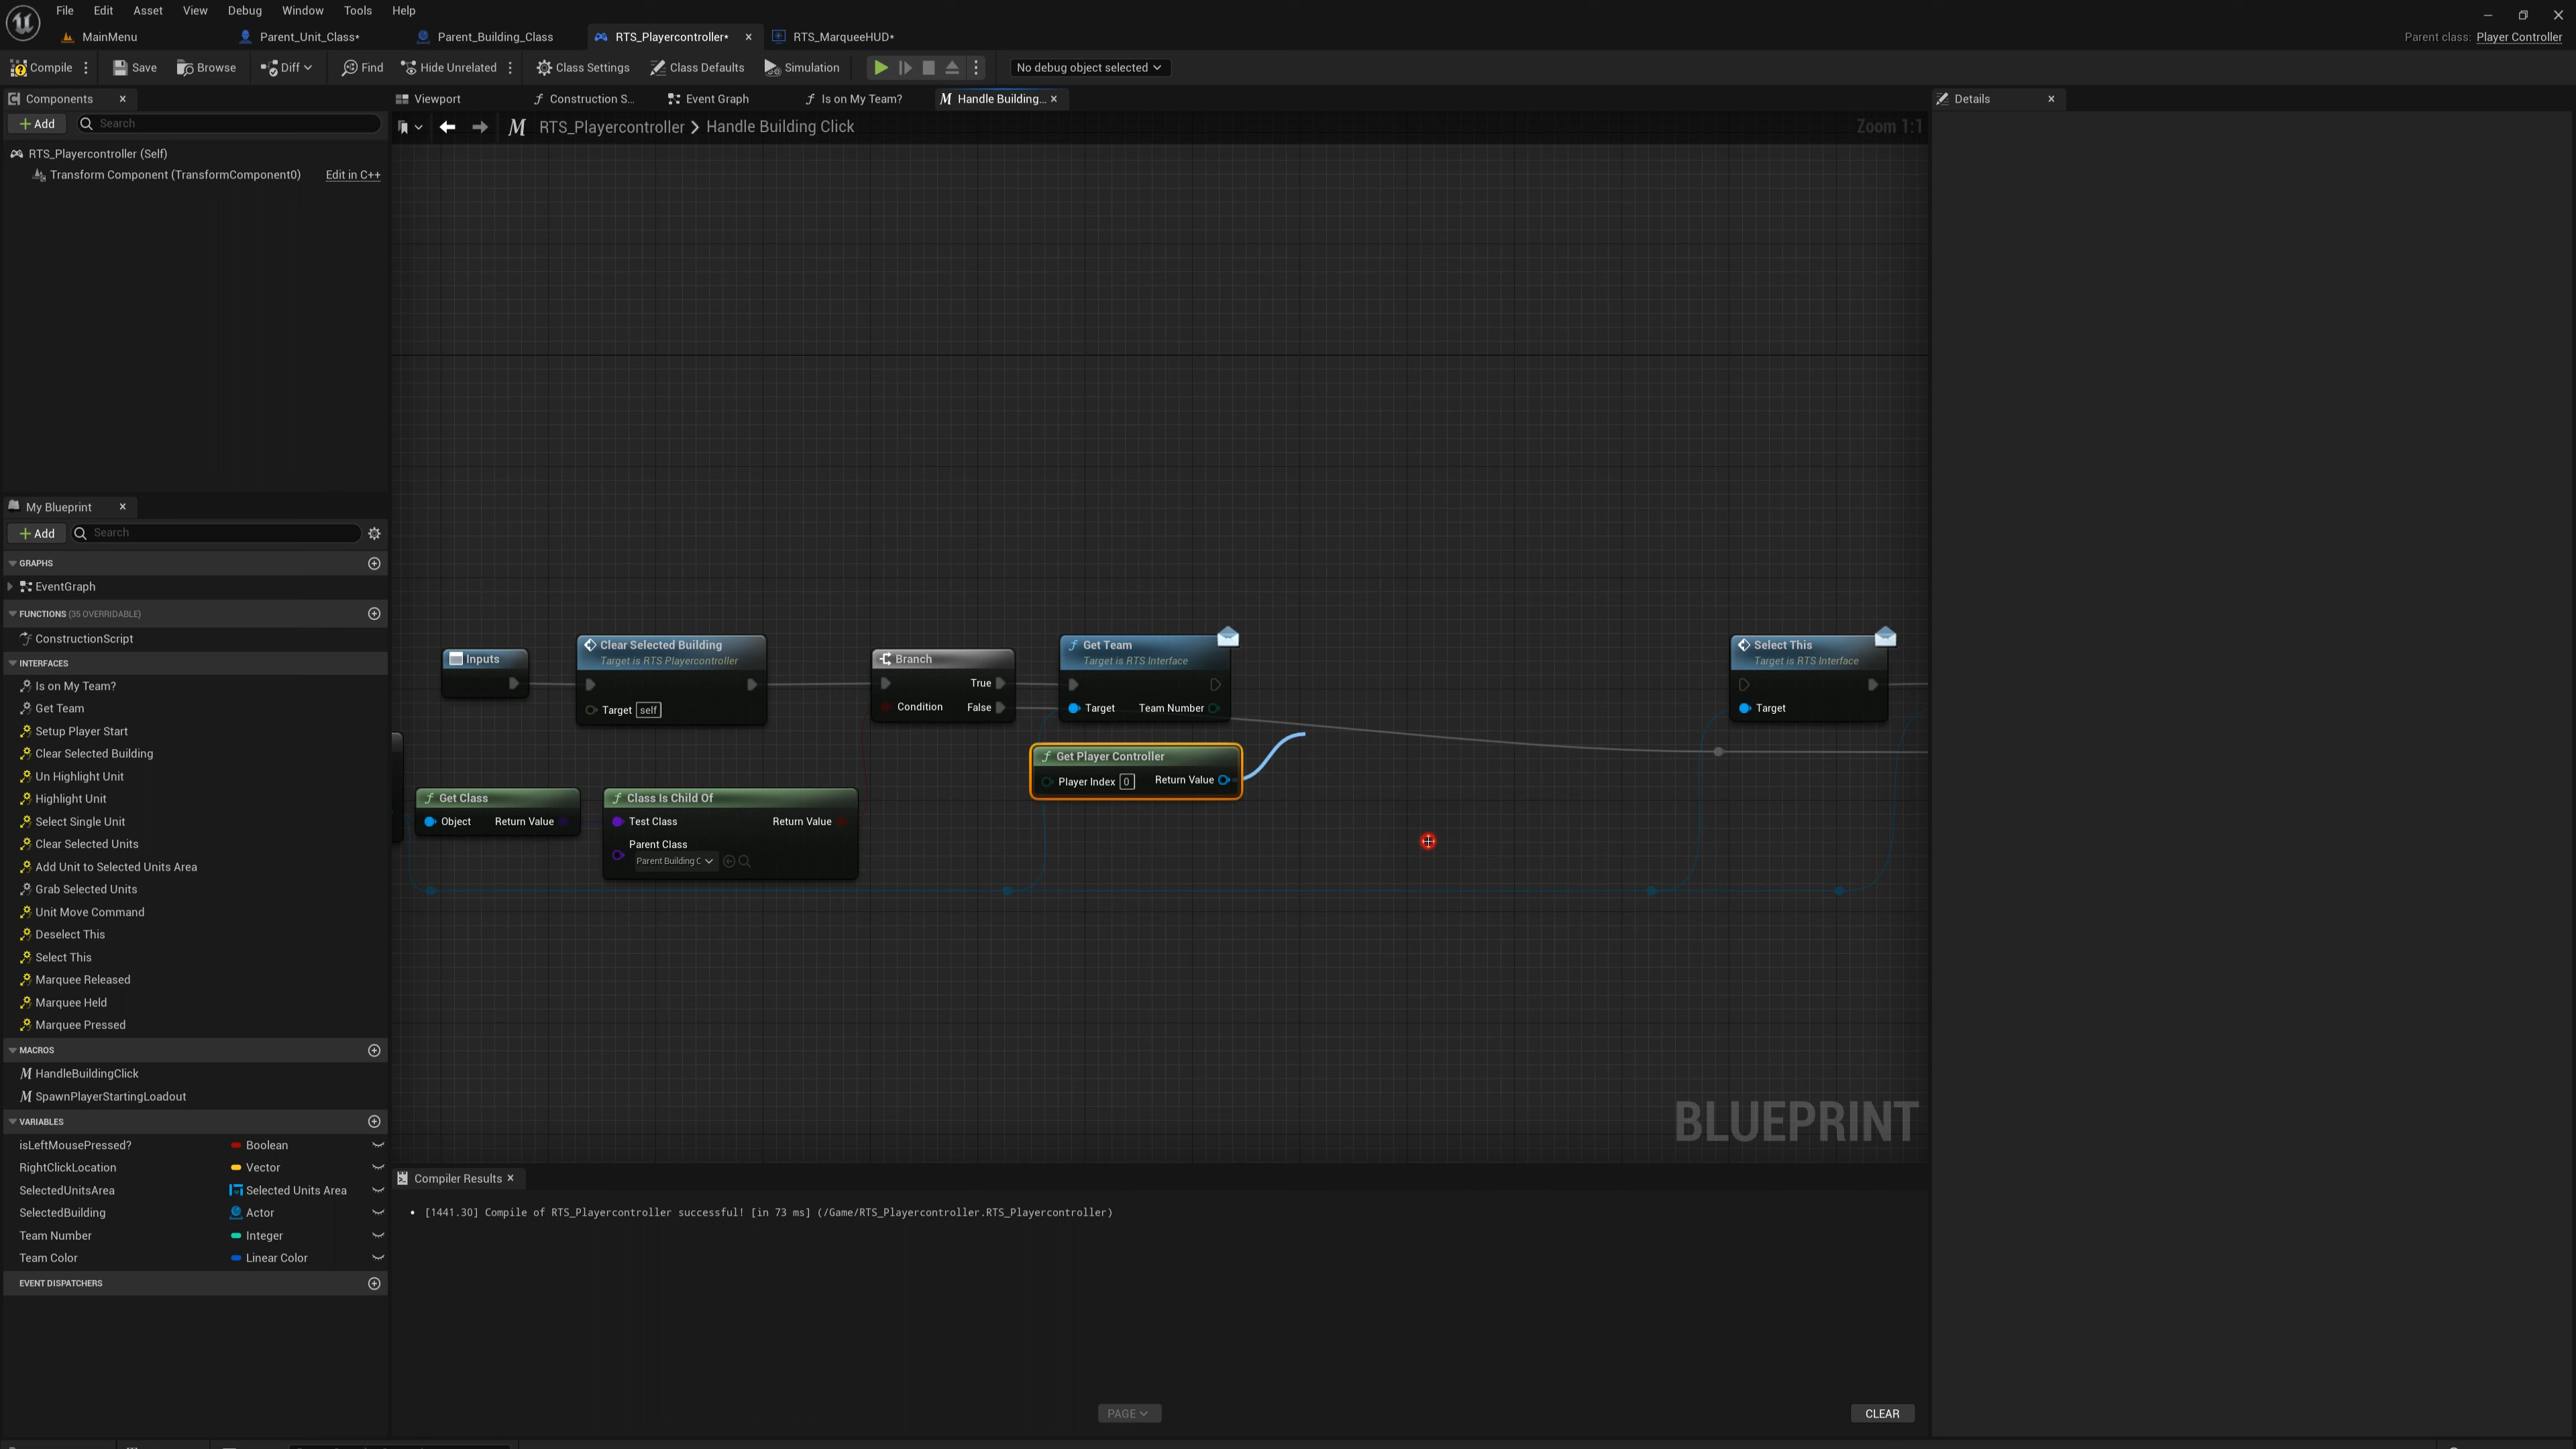 File Edit Asset View Debug Window Tools Help
MainMenu Parent_Unit_Class* Parent_Building_Class RTS_Playercontroller* RTS_MarqueeHUD* Parent class: Player Controller
Compile Save Browse Diff Find Hide Unrelated Class Settings Class Defaults Simulation No debug object selected
Components Viewport Construction S... Event Graph Is on My Team? Handle Building... Details
Add Search RTS_Playercontroller Handle Building Click Zoom 1:1
RTS_Playercontroller (Self)
Transform Component (TransformComponent0) Edit in C++
My Blueprint
Add Search
GRAPHS
EventGraph
FUNCTIONS (35 OVERRIDABLE)
ConstructionScript
INTERFACES
Is on My Team?
Get Team
Setup Player Start
Clear Selected Building
Un Highlight Unit
Highlight Unit
Select Single Unit
Clear Selected Units
Add Unit to Selected Units Area
Grab Selected Units
Unit Move Command
Deselect This
Select This
Marquee Released
Marquee Held
Marquee Pressed
MACROS
HandleBuildingClick
SpawnPlayerStartingLoadout
VARIABLES
isLeftMousePressed? Boolean
RightClickLocation Vector
SelectedUnitsArea Selected Units Area
SelectedBuilding Actor
Team Number Integer
Team Color Linear Color
EVENT DISPATCHERS
Inputs
Clear Selected Building
Target is RTS Playercontroller
Target self
Branch
True
Condition False
Get Team
Target is RTS Interface
Target Team Number
Get Player Controller
Player Index 0 Return Value
Select This
Target is RTS Interface
Target
Get Class
Object Return Value
Class Is Child Of
Test Class Return Value
Parent Class
Parent Building C
BLUEPRINT
Compiler Results
[1441.30] Compile of RTS_Playercontroller successful! [in 73 ms] (/Game/RTS_Playercontroller.RTS_Playercontroller)
PAGE CLEAR